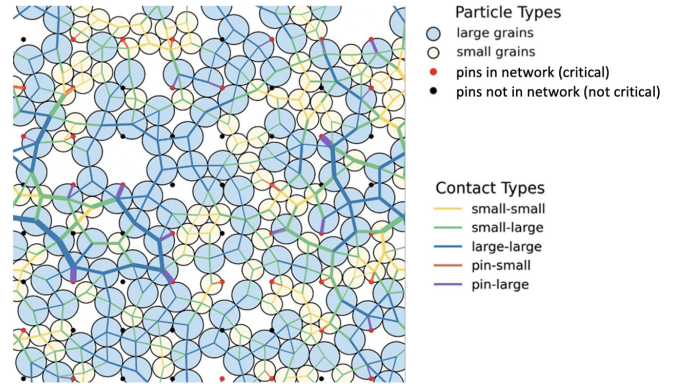 Particle Types
large grains
small grains
pins in network (critical)
pins not in network (not critical)
Contact Types
small-small
small-large
large-large
pin-small
pin-large